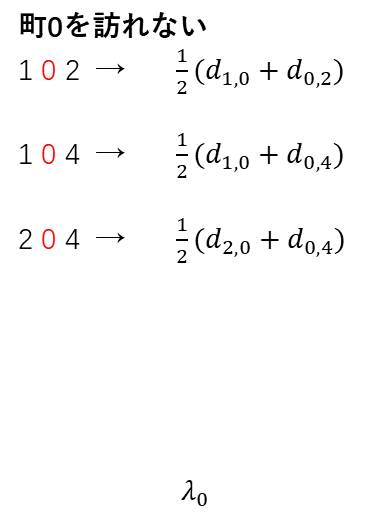 町0を訪れない
1 0 2 → 1/2 (d_{1,0} + d_{0,2})
1 0 4 → 1/2 (d_{1,0} + d_{0,4})
2 0 4 → 1/2 (d_{2,0} + d_{0,4})
λ_0